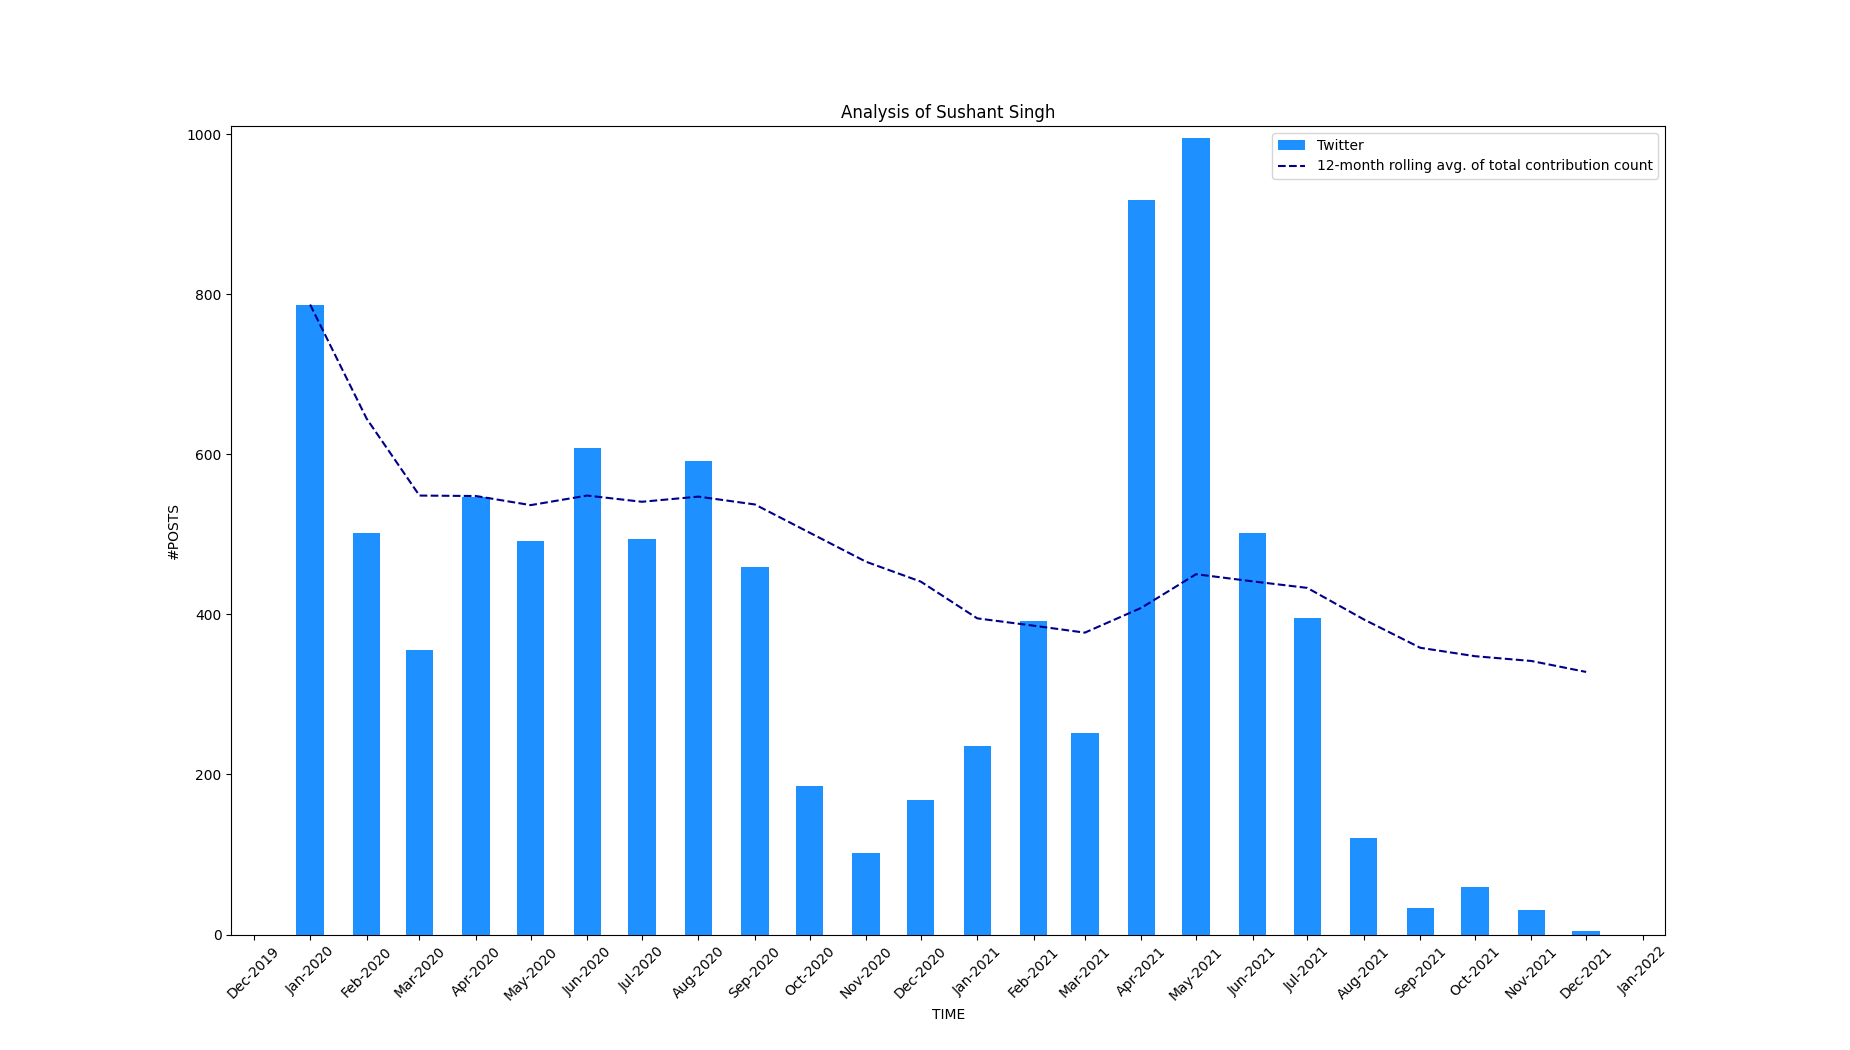 Analysis of Sushant Singh
Twitter
12-month rolling avg. of total contribution count
1000
800
600
400
200
0
#POSTS
Dec-2019
Jan-2020
Feb-2020
Mar-2020
Apr-2020
May-2020
Jun-2020
Jul-2020
Aug-2020
Sep-2020
Oct-2020
Nov-2020
Dec-2020
Jan-2021
Feb-2021
Mar-2021
Apr-2021
May-2021
Jun-2021
Jul-2021
Aug-2021
Sep-2021
Oct-2021
Nov-2021
Dec-2021
Jan-2022
TIME